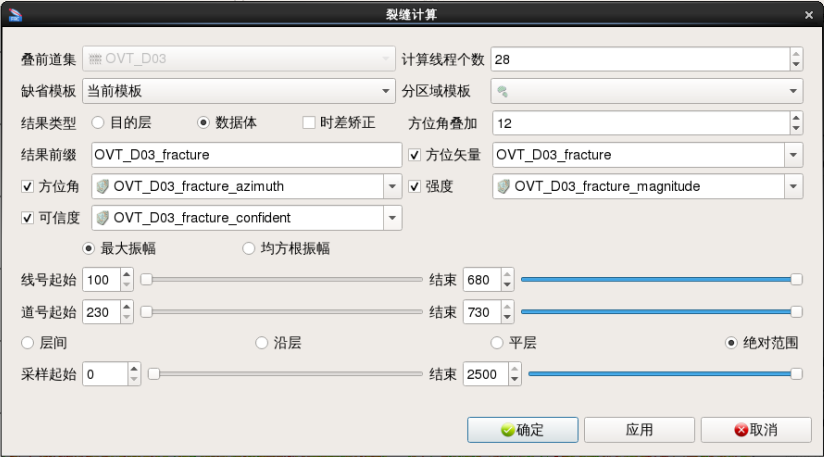 裂缝计算
叠前道集 OVT_D03 计算线程个数 28
缺省模板 当前模板 分区域模板
结果类型 目的层 数据体 时差矫正 方位角叠加 12
结果前缀 OVT_D03_fracture 方位矢量 OVT_D03_fracture
方位角 OVT_D03_fracture_azimuth 强度 OVT_D03_fracture_magnitude
可信度 OVT_D03_fracture_confident
最大振幅 均方根振幅
线号起始 100 结束 680
道号起始 230 结束 730
层间 沿层 平层 绝对范围
采样起始 0 结束 2500
确定 应用 取消